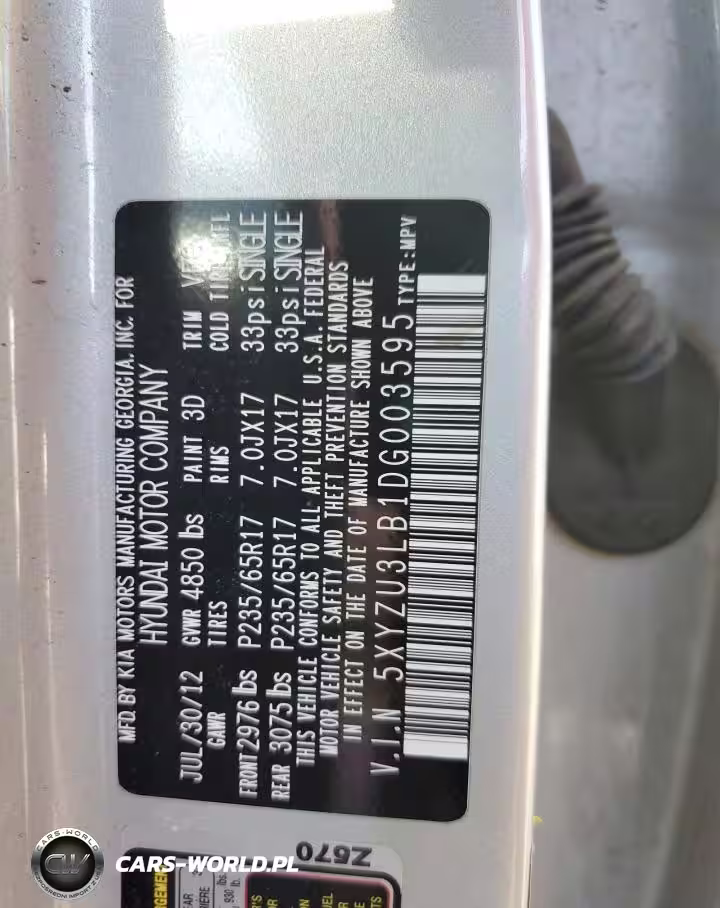 MFD. BY KIA MOTORS MANUFACTURING GEORGIA, INC. FOR
HYUNDAI MOTOR COMPANY
JUL/30/12 GVWR 4850 lbs PAINT 3D TRIM
GAWR TIRES RIMS COLD
FRONT 2976 lbs P235/65R17 7.0JX17 33psi SINGLE
REAR 3075 lbs P235/65R17 7.0JX17 33psi SINGLE
THIS VEHICLE CONFORMS TO ALL APPLICABLE U.S.A. FEDERAL
MOTOR VEHICLE SAFETY AND THEFT PREVENTION STANDARDS
IN EFFECT ON THE DATE OF MANUFACTURE SHOWN ABOVE
V.I.N 5XYZU3LB1DG003595 TYPE:MPV
Z670
CARS-WORLD
CW
CARS-WORLD.PL